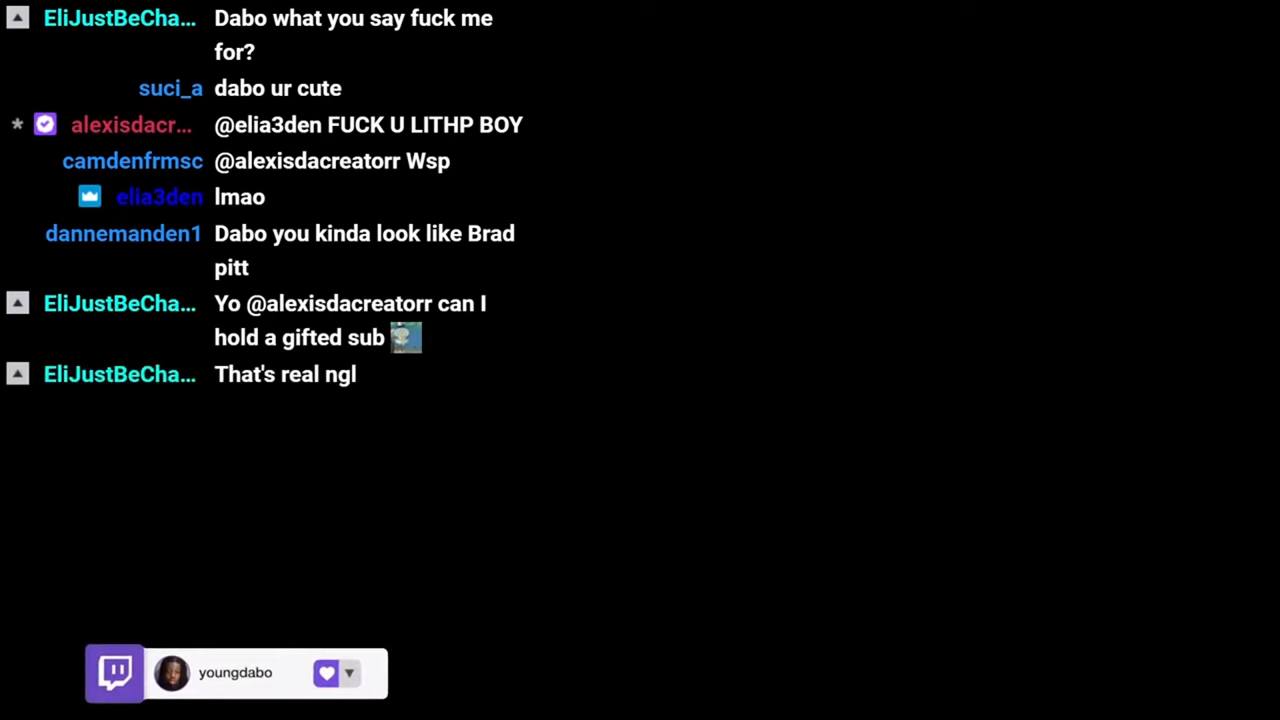 EliJustBeCha... Dabo what you say fuck me
for?
suci_a dabo ur cute
* alexisdacr... @elia3den FUCK U LITHP BOY
camdenfrmsc @alexisdacreatorr Wsp
elia3den lmao
dannemanden1 Dabo you kinda look like Brad
pitt
EliJustBeCha... Yo @alexisdacreatorr can I
hold a gifted sub
EliJustBeCha... That's real ngl
youngdabo